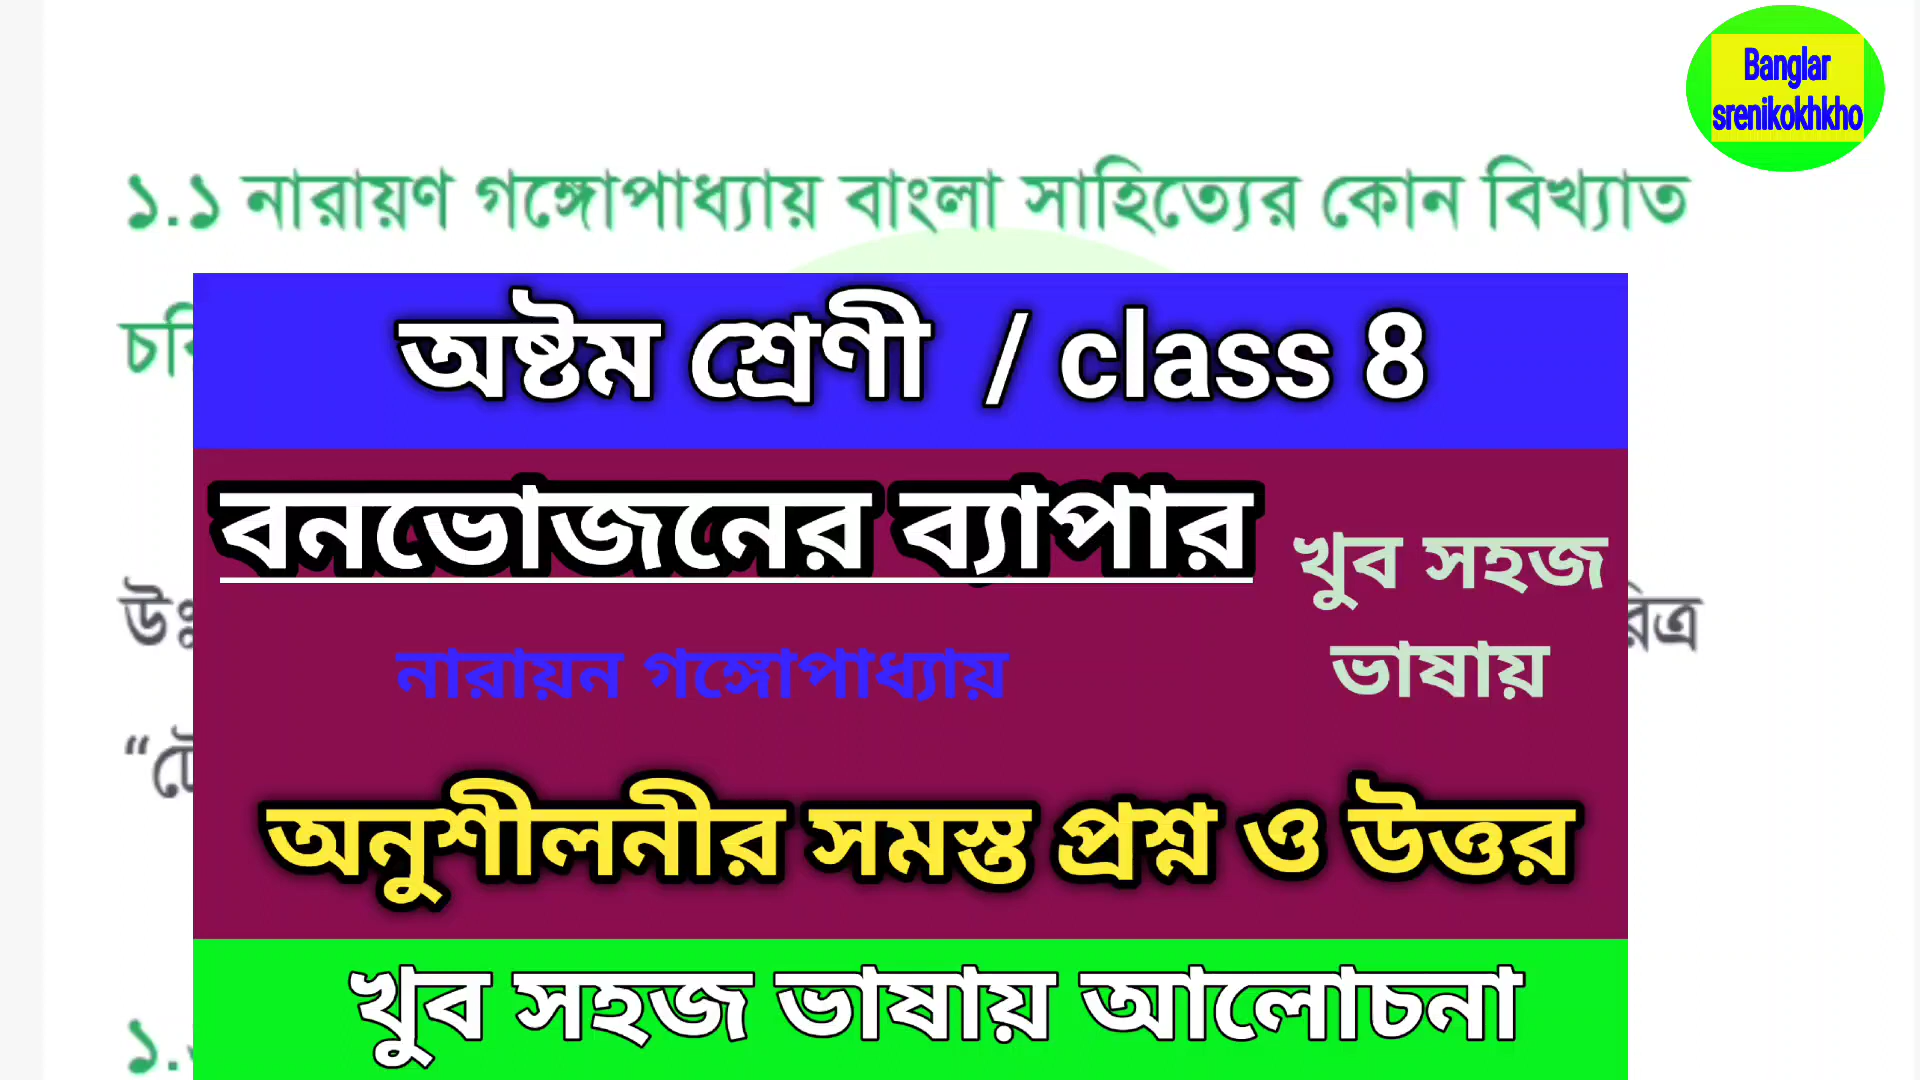 Banglar
srenikokhkho
১.১ নারায়ণ গঙ্গোপাধ্যায় বাংলা সাহিত্যের কোন বিখ্যাত
অষ্টম শ্রেণী / class 8
বনভোজনের ব্যাপার
খুব সহজ
ভাষায়
নারায়ন গঙ্গোপাধ্যায়
অনুশীলনীর সমস্ত প্রশ্ন ও উত্তর
খুব সহজ ভাষায় আলোচনা